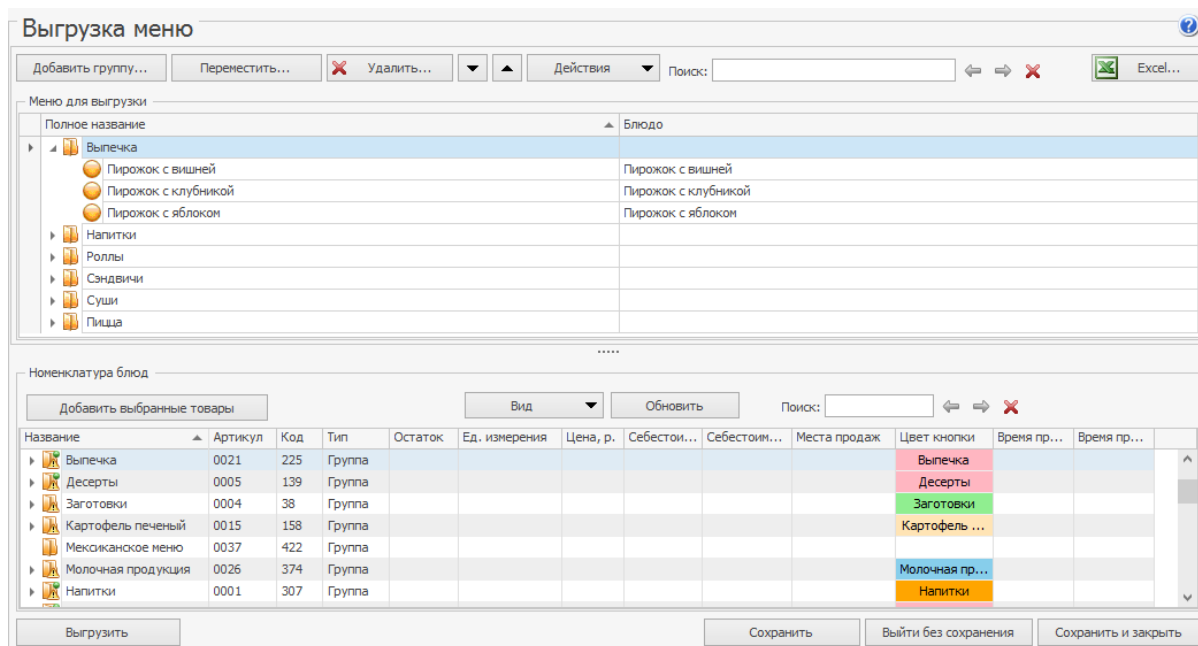 Выгрузка меню
?
Добавить группу... Переместить... Удалить... Действия Поиск: Excel...
Меню для выгрузки
Полное название Блюдо
Выпечка
Пирожок с вишней Пирожок с вишней
Пирожок с клубникой Пирожок с клубникой
Пирожок с яблоком Пирожок с яблоком
Напитки
Роллы
Сэндвичи
Суши
Пицца
Номенклатура блюд
Добавить выбранные товары Вид Обновить Поиск:
Название Артикул Код Тип Остаток Ед. измерения Цена, р. Себестои... Себестоим... Места продаж Цвет кнопки Время пр... Время пр...
Выпечка 0021 225 Группа Выпечка
Десерты 0005 139 Группа Десерты
Заготовки 0004 38 Группа Заготовки
Картофель печеный 0015 158 Группа Картофель ...
Мексиканское меню 0037 422 Группа
Молочная продукция 0026 374 Группа Молочная пр...
Напитки 0001 307 Группа Напитки
Выгрузить Сохранить Выйти без сохранения Сохранить и закрыть